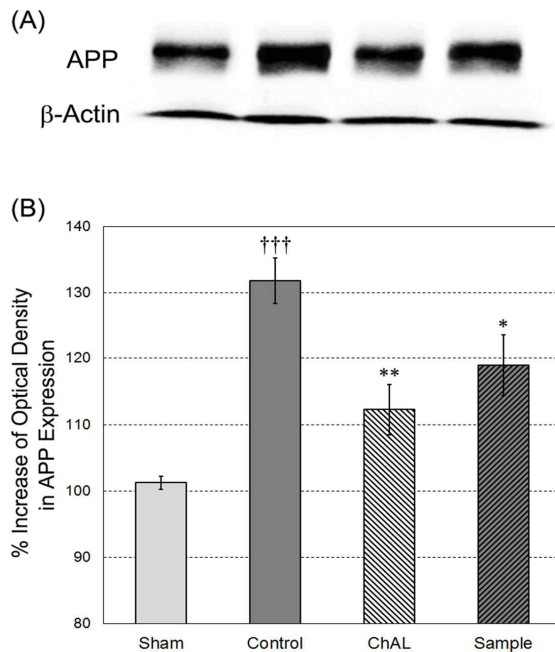 (A)
APP
β-Actin
(B)
% Increase of Optical Density
in APP Expression
140
130
120
110
100
90
80
†††
**
*
Sham Control ChAL Sample